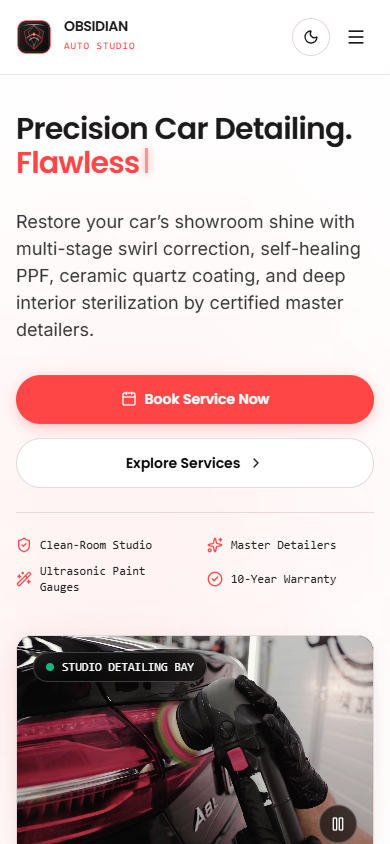 OBSIDIAN
AUTO STUDIO
Precision Car Detailing.
Flawless
Restore your car’s showroom shine with
multi-stage swirl correction, self-healing
PPF, ceramic quartz coating, and deep
interior sterilization by certified master
detailers.
Book Service Now
Explore Services
Clean-Room Studio
Master Detailers
Ultrasonic Paint
Gauges
10-Year Warranty
STUDIO DETAILING BAY
A8L